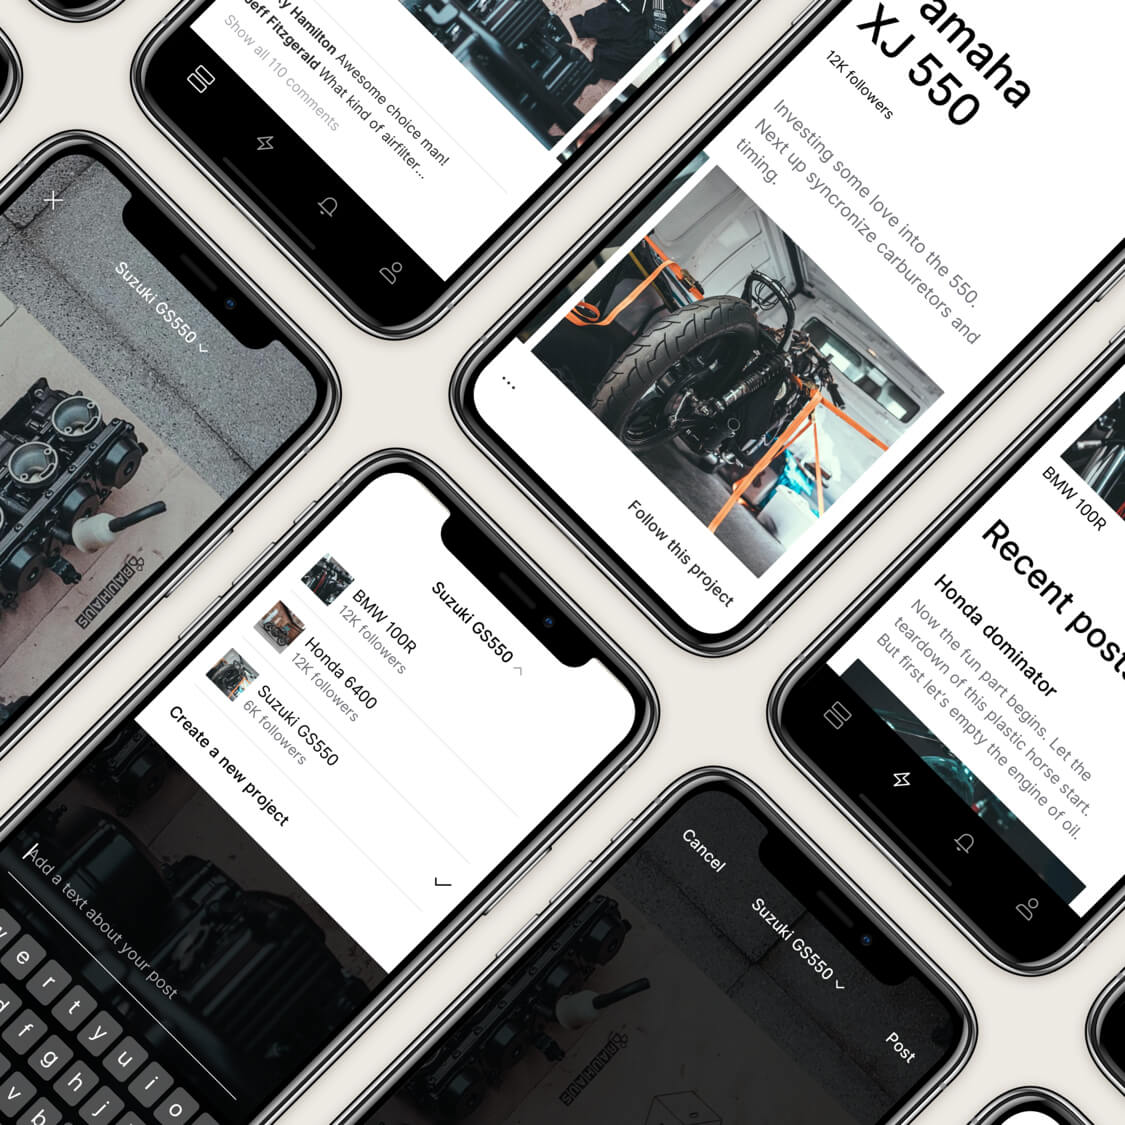 Hamilton Awesome choice man!
Jeff Fitzgerald What kind of airfilter...
Show all 110 comments
XJ 550
12K followers
Investing some love into the 550.
Next up syncronize carburetors and
timing.
...
Follow this project
Suzuki GS550
BAUHAUS
Suzuki GS550
BMW 100R
12K followers
Honda 6400
12K followers
Suzuki GS550
6K followers
Create a new project
Add a text about your post
e r t y u i o
d f g h j
v b
BMW 100R
Recent posts
Honda dominator
Now the fun part begins. Let the
teardown of this plastic horse start.
But first let's empty the engine of oil.
Cancel
Suzuki GS550
Post
BAUHAUS